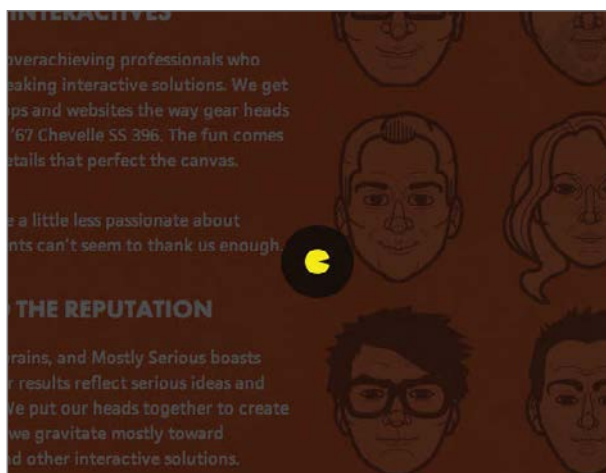 INTERACTIVES
overachieving professionals who
eaking interactive solutions. We get
ps and websites the way gear heads
'67 Chevelle SS 396. The fun comes
etails that perfect the canvas.
e a little less passionate about
nts can't seem to thank us enough.
THE REPUTATION
rains, and Mostly Serious boasts
r results reflect serious ideas and
We put our heads together to create
we gravitate mostly toward
nd other interactive solutions.